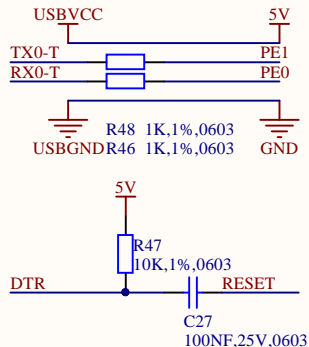 USBVCC 5V
TX0-T PE1
RX0-T PE0
R48 1K,1%,0603
USBGND R46 1K,1%,0603 GND
5V
R47
10K,1%,0603
DTR RESET
C27
100NF,25V,0603